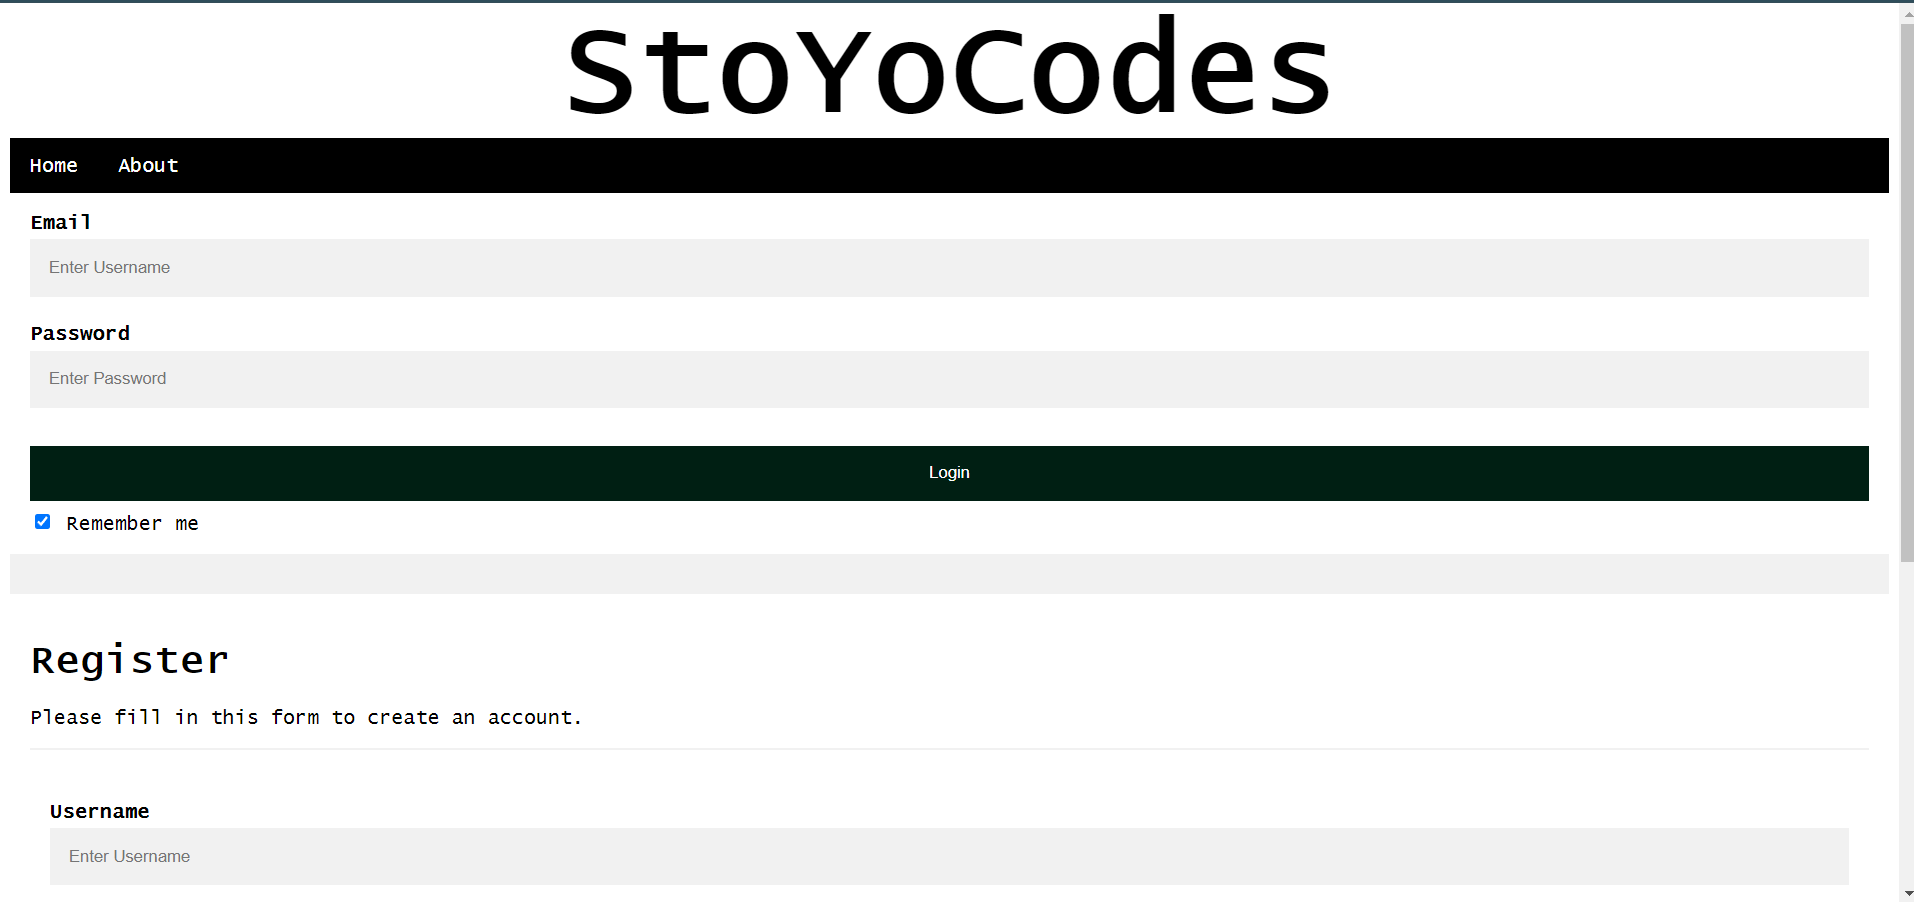 StoYoCodes
Home About
Email
Enter Username
Password
Enter Password
Login
Remember me
Register
Please fill in this form to create an account.
Username
Enter Username